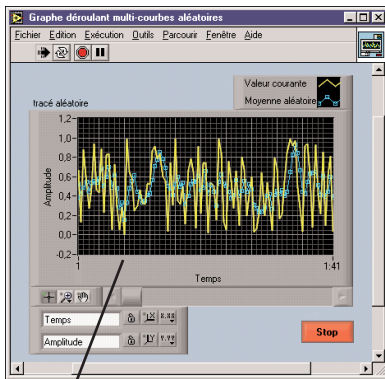 Graphe déroulant multi-courbes aléatoires
Fichier Edition Exécution Outils Parcourir Fenêtre Aide
Valeur courante
Moyenne aléatoire
tracé aléatoire
1,2
1,0
0,8
0,6
0,4
0,2
0,0
-0,2
Amplitude
1
1:41
Temps
Temps
Amplitude
Stop